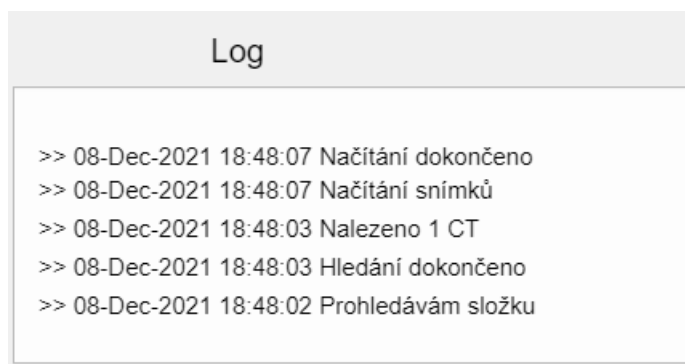 Log
>> 08-Dec-2021 18:48:07 Načítání dokončeno
>> 08-Dec-2021 18:48:07 Načítání snímků
>> 08-Dec-2021 18:48:03 Nalezeno 1 CT
>> 08-Dec-2021 18:48:03 Hledání dokončeno
>> 08-Dec-2021 18:48:02 Prohledávám složku